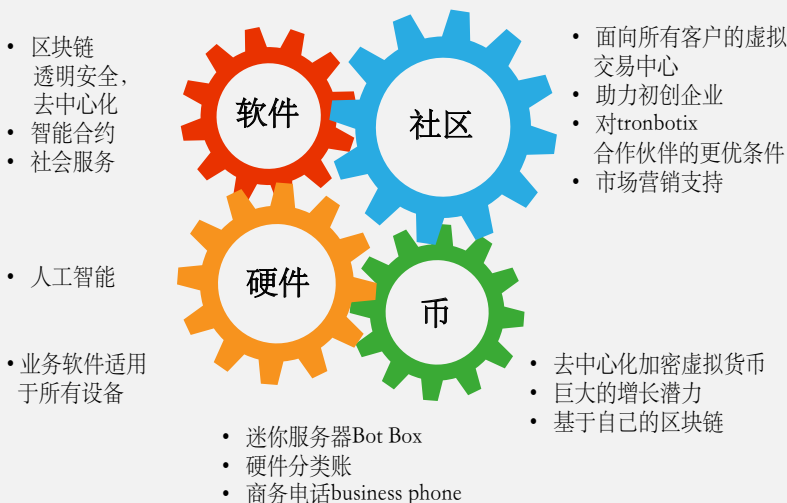 • 区块链
透明安全,
去中心化
• 智能合约
• 社会服务
• 人工智能
• 业务软件适用
于所有设备
软件
社区
硬件
币
• 面向所有客户的虚拟
交易中心
• 助力初创企业
• 对tronbotix
合作伙伴的更优条件
• 市场营销支持
• 去中心化加密虚拟货币
• 巨大的增长潜力
• 基于自己的区块链
• 迷你服务器Bot Box
• 硬件分类账
• 商务电话business phone